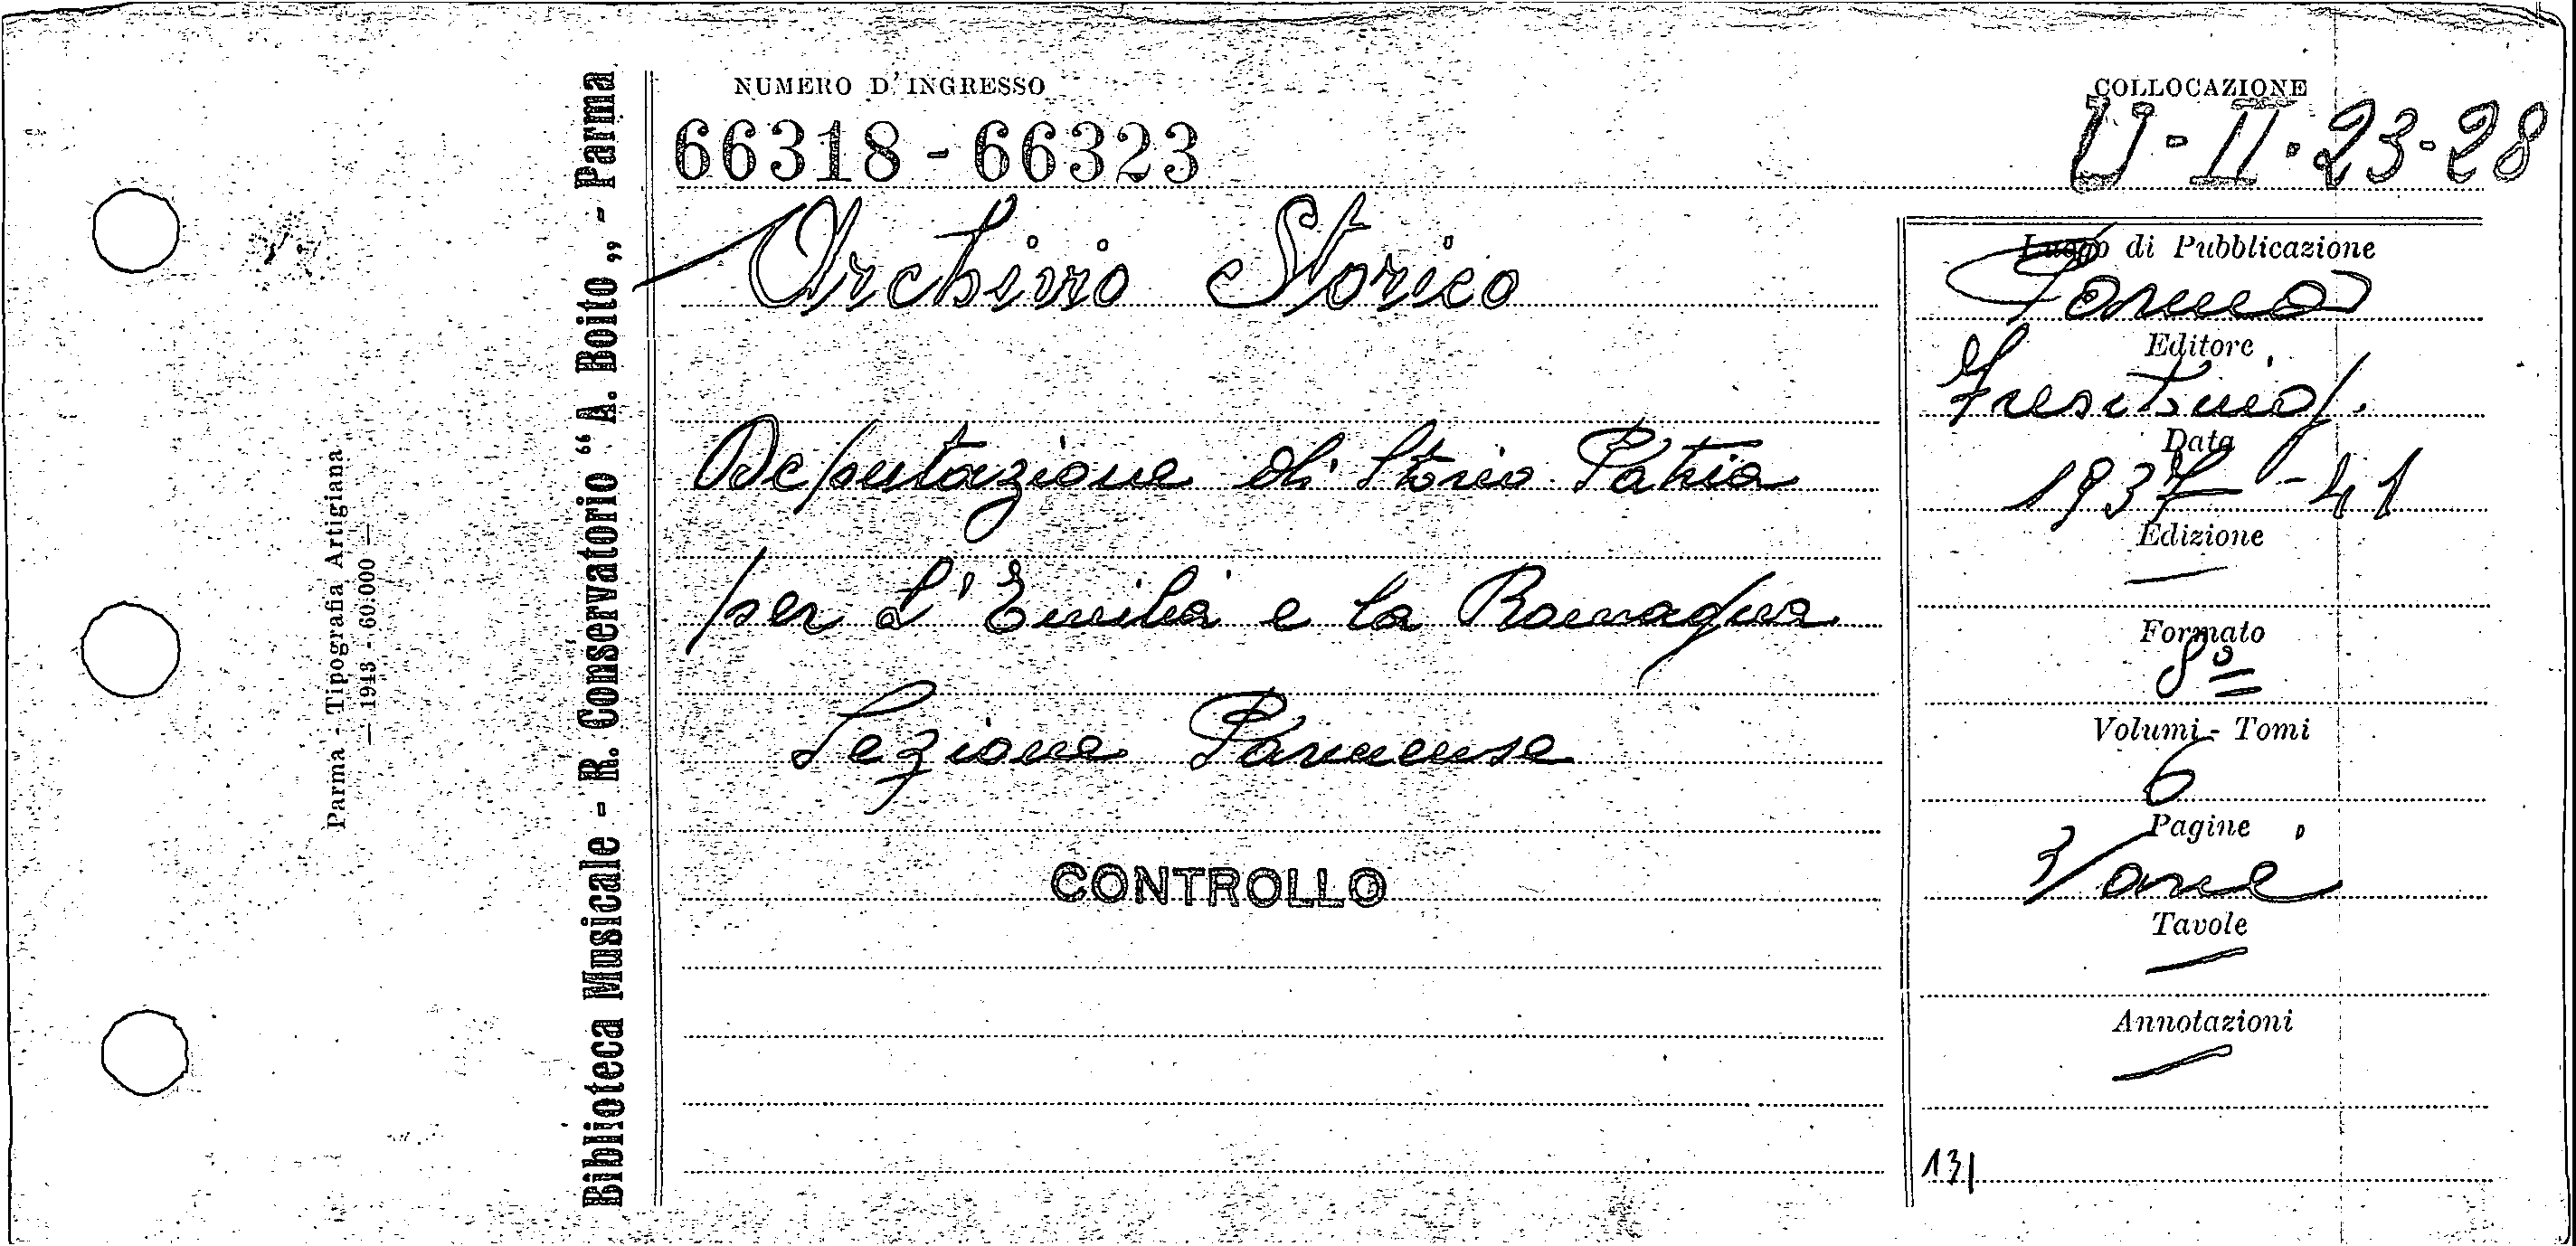 NUMERO D'INGRESSO
66318 - 66323
COLLOCAZIONE
U - II - 23-28
Archivio Storico
Deputazione di Storia Patria
per L'Emilia e la Romagna
Sezione Parmense
CONTROLLO
Luogo di Pubblicazione
Parma
Editore
Fresching
Data
1937-41
Edizione
—
Formato
8º
Volumi - Tomi
6
Pagine
Varie
Tavole
—
Annotazioni
—
131
Biblioteca Musicale - R. Conservatorio “ A. Boito „ - Parma
Parma - Tipografia Artigiana
— 1943 - 60.000 —